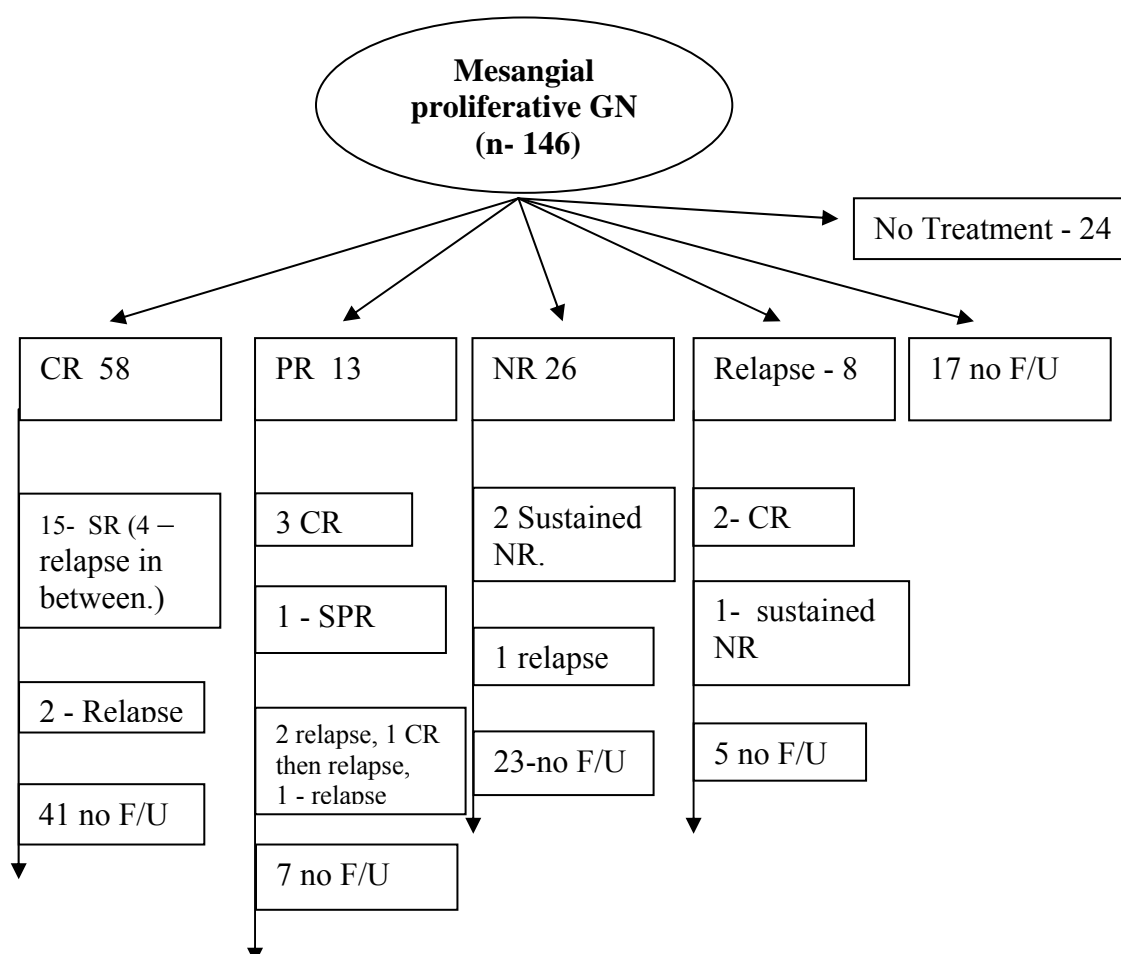 Mesangial
proliferative GN
(n- 146)
No Treatment - 24
CR  58
PR  13
NR 26
Relapse - 8
17 no F/U
15-  SR (4 –
relapse in
between.)
2 - Relapse
41 no F/U
3 CR
1 - SPR
2 relapse, 1 CR
then relapse,
1 - relapse
7 no F/U
2 Sustained
NR.
1 relapse
23-no F/U
2- CR
1-  sustained
NR
5 no F/U